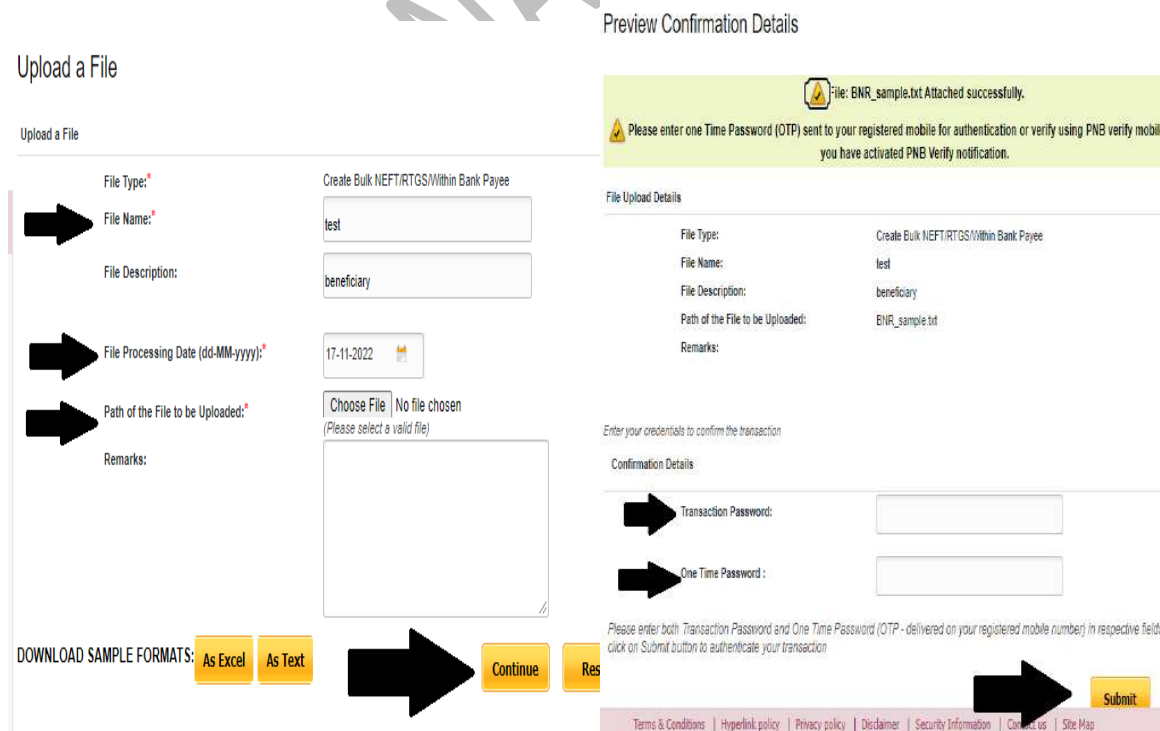 Upload a File
Upload a File
File Type:* Create Bulk NEFT/RTGS/Within Bank Payee
File Name:* test
File Description: beneficiary
File Processing Date (dd-MM-yyyy):* 17-11-2022
Path of the File to be Uploaded:* Choose File No file chosen
(Please select a valid file)
Remarks:
DOWNLOAD SAMPLE FORMATS: As Excel As Text Continue Res
Preview Confirmation Details
File: BNR_sample.txt Attached successfully.
Please enter one Time Password (OTP) sent to your registered mobile for authentication or verify using PNB verify mobil
you have activated PNB Verify notification.
File Upload Details
File Type: Create Bulk NEFT/RTGS/Within Bank Payee
File Name: test
File Description: beneficiary
Path of the File to be Uploaded: BNR_sample.txt
Remarks:
Enter your credentials to confirm the transaction
Confirmation Details
Transaction Password:
One Time Password :
Please enter both Transaction Password and One Time Password (OTP - delivered on your registered mobile number) in respective fields
click on Submit button to authenticate your transaction
Submit
Terms & Conditions | Hyperlink policy | Privacy policy | Disclaimer | Security Information | Contact us | Site Map